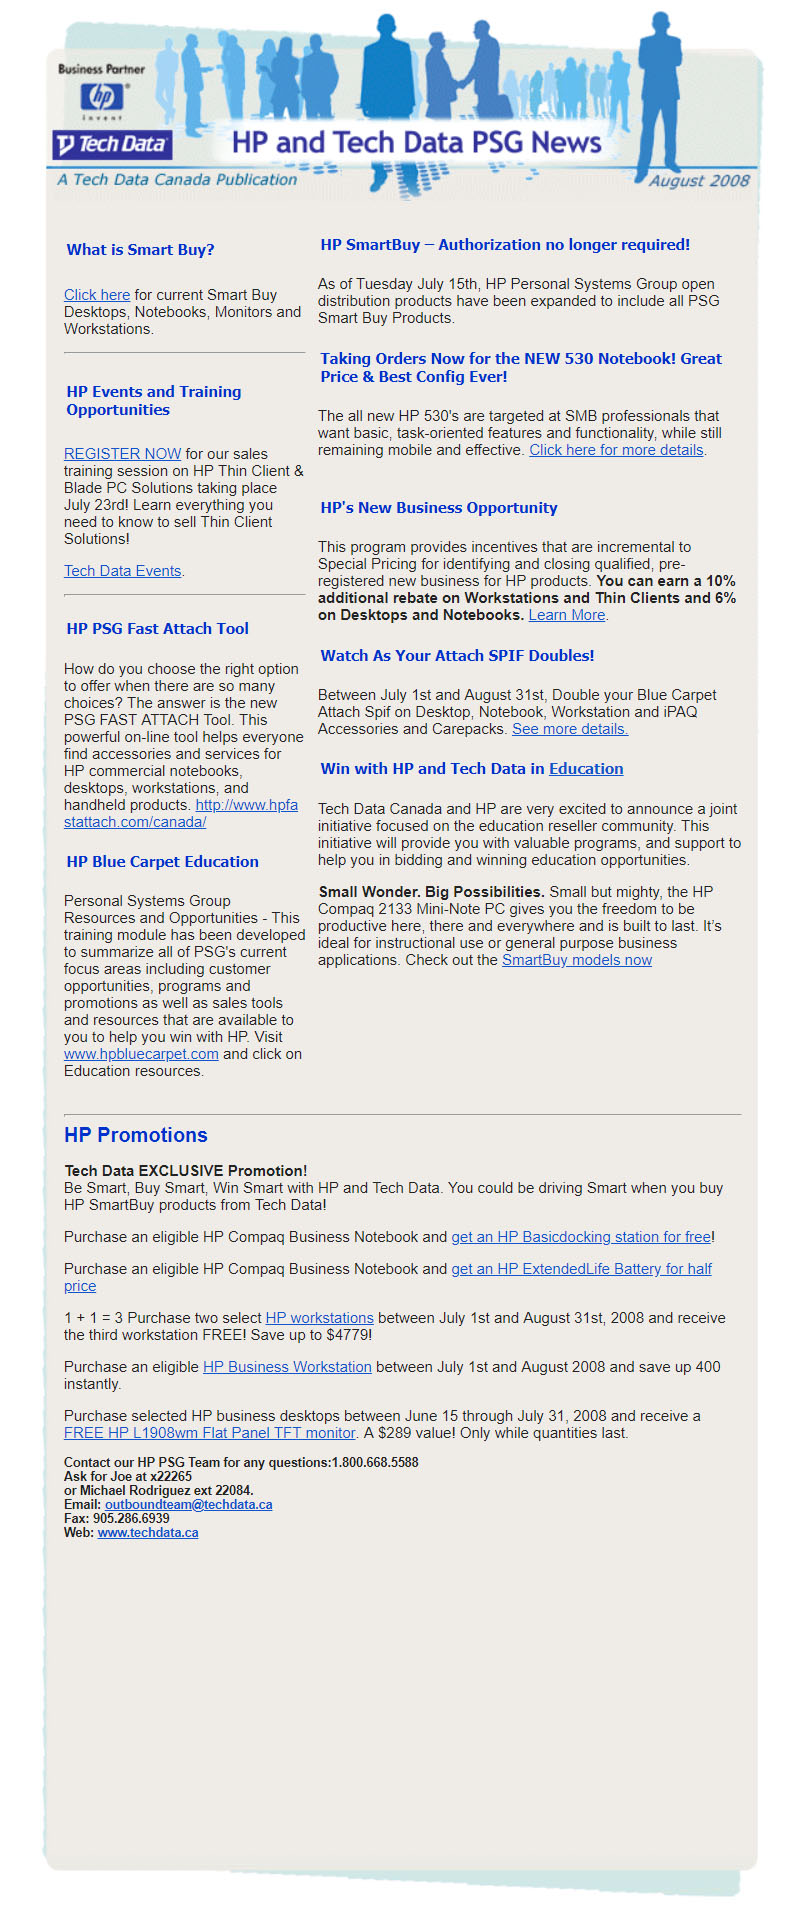 Business Partner
hp
invent
Tech Data
HP and Tech Data PSG News
A Tech Data Canada Publication
August 2008
What is Smart Buy?
Click here for current Smart Buy
Desktops, Notebooks, Monitors and
Workstations.
HP Events and Training
Opportunities
REGISTER NOW for our sales
training session on HP Thin Client &
Blade PC Solutions taking place
July 23rd! Learn everything you
need to know to sell Thin Client
Solutions!
Tech Data Events.
HP PSG Fast Attach Tool
How do you choose the right option
to offer when there are so many
choices? The answer is the new
PSG FAST ATTACH Tool. This
powerful on-line tool helps everyone
find accessories and services for
HP commercial notebooks,
desktops, workstations, and
handheld products. http://www.hpfa
stattach.com/canada/
HP Blue Carpet Education
Personal Systems Group
Resources and Opportunities - This
training module has been developed
to summarize all of PSG's current
focus areas including customer
opportunities, programs and
promotions as well as sales tools
and resources that are available to
you to help you win with HP. Visit
www.hpbluecarpet.com and click on
Education resources.
HP SmartBuy – Authorization no longer required!
As of Tuesday July 15th, HP Personal Systems Group open
distribution products have been expanded to include all PSG
Smart Buy Products.
Taking Orders Now for the NEW 530 Notebook! Great
Price & Best Config Ever!
The all new HP 530's are targeted at SMB professionals that
want basic, task-oriented features and functionality, while still
remaining mobile and effective. Click here for more details.
HP's New Business Opportunity
This program provides incentives that are incremental to
Special Pricing for identifying and closing qualified, pre-
registered new business for HP products. You can earn a 10%
additional rebate on Workstations and Thin Clients and 6%
on Desktops and Notebooks. Learn More.
Watch As Your Attach SPIF Doubles!
Between July 1st and August 31st, Double your Blue Carpet
Attach Spif on Desktop, Notebook, Workstation and iPAQ
Accessories and Carepacks. See more details.
Win with HP and Tech Data in Education
Tech Data Canada and HP are very excited to announce a joint
initiative focused on the education reseller community. This
initiative will provide you with valuable programs, and support to
help you in bidding and winning education opportunities.
Small Wonder. Big Possibilities. Small but mighty, the HP
Compaq 2133 Mini-Note PC gives you the freedom to be
productive here, there and everywhere and is built to last. It's
ideal for instructional use or general purpose business
applications. Check out the SmartBuy models now
HP Promotions
Tech Data EXCLUSIVE Promotion!
Be Smart, Buy Smart, Win Smart with HP and Tech Data. You could be driving Smart when you buy
HP SmartBuy products from Tech Data!
Purchase an eligible HP Compaq Business Notebook and get an HP Basicdocking station for free!
Purchase an eligible HP Compaq Business Notebook and get an HP ExtendedLife Battery for half
price
1 + 1 = 3 Purchase two select HP workstations between July 1st and August 31st, 2008 and receive
the third workstation FREE! Save up to $4779!
Purchase an eligible HP Business Workstation between July 1st and August 2008 and save up 400
instantly.
Purchase selected HP business desktops between June 15 through July 31, 2008 and receive a
FREE HP L1908wm Flat Panel TFT monitor. A $289 value! Only while quantities last.
Contact our HP PSG Team for any questions:1.800.668.5588
Ask for Joe at x22265
or Michael Rodriguez ext 22084.
Email: outboundteam@techdata.ca
Fax: 905.286.6939
Web: www.techdata.ca